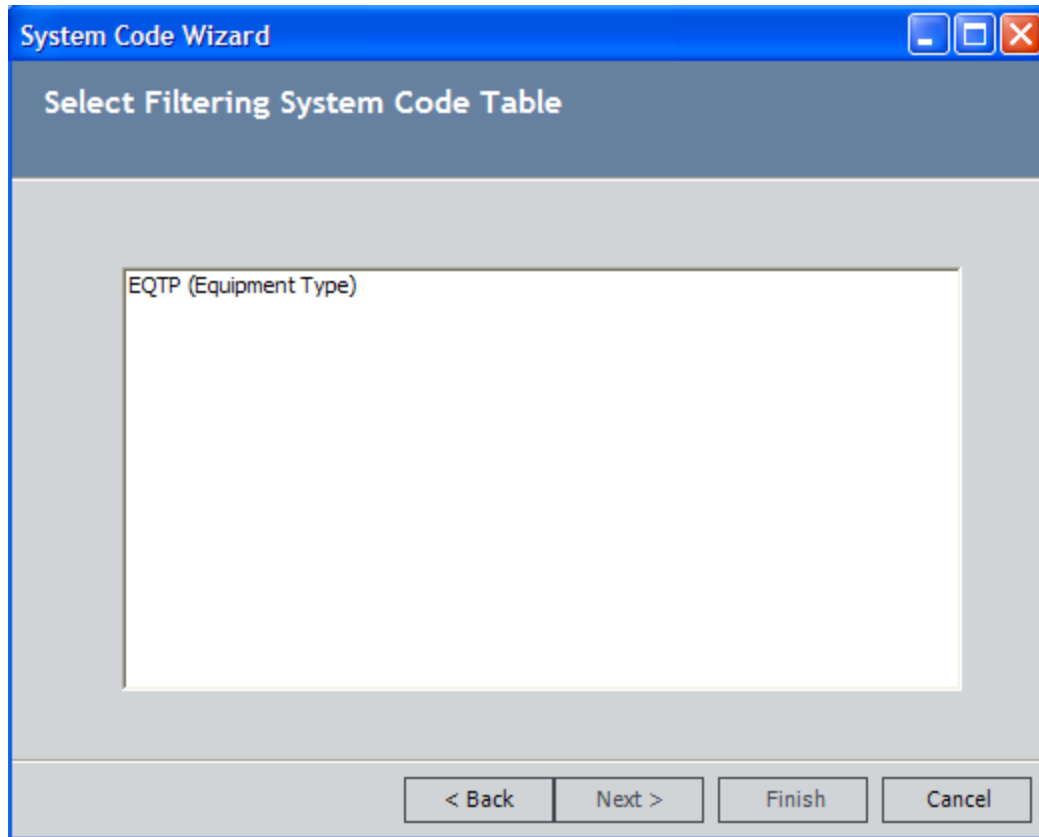 System Code Wizard
Select Filtering System Code Table
EQTP (Equipment Type)
< Back
Next >
Finish
Cancel